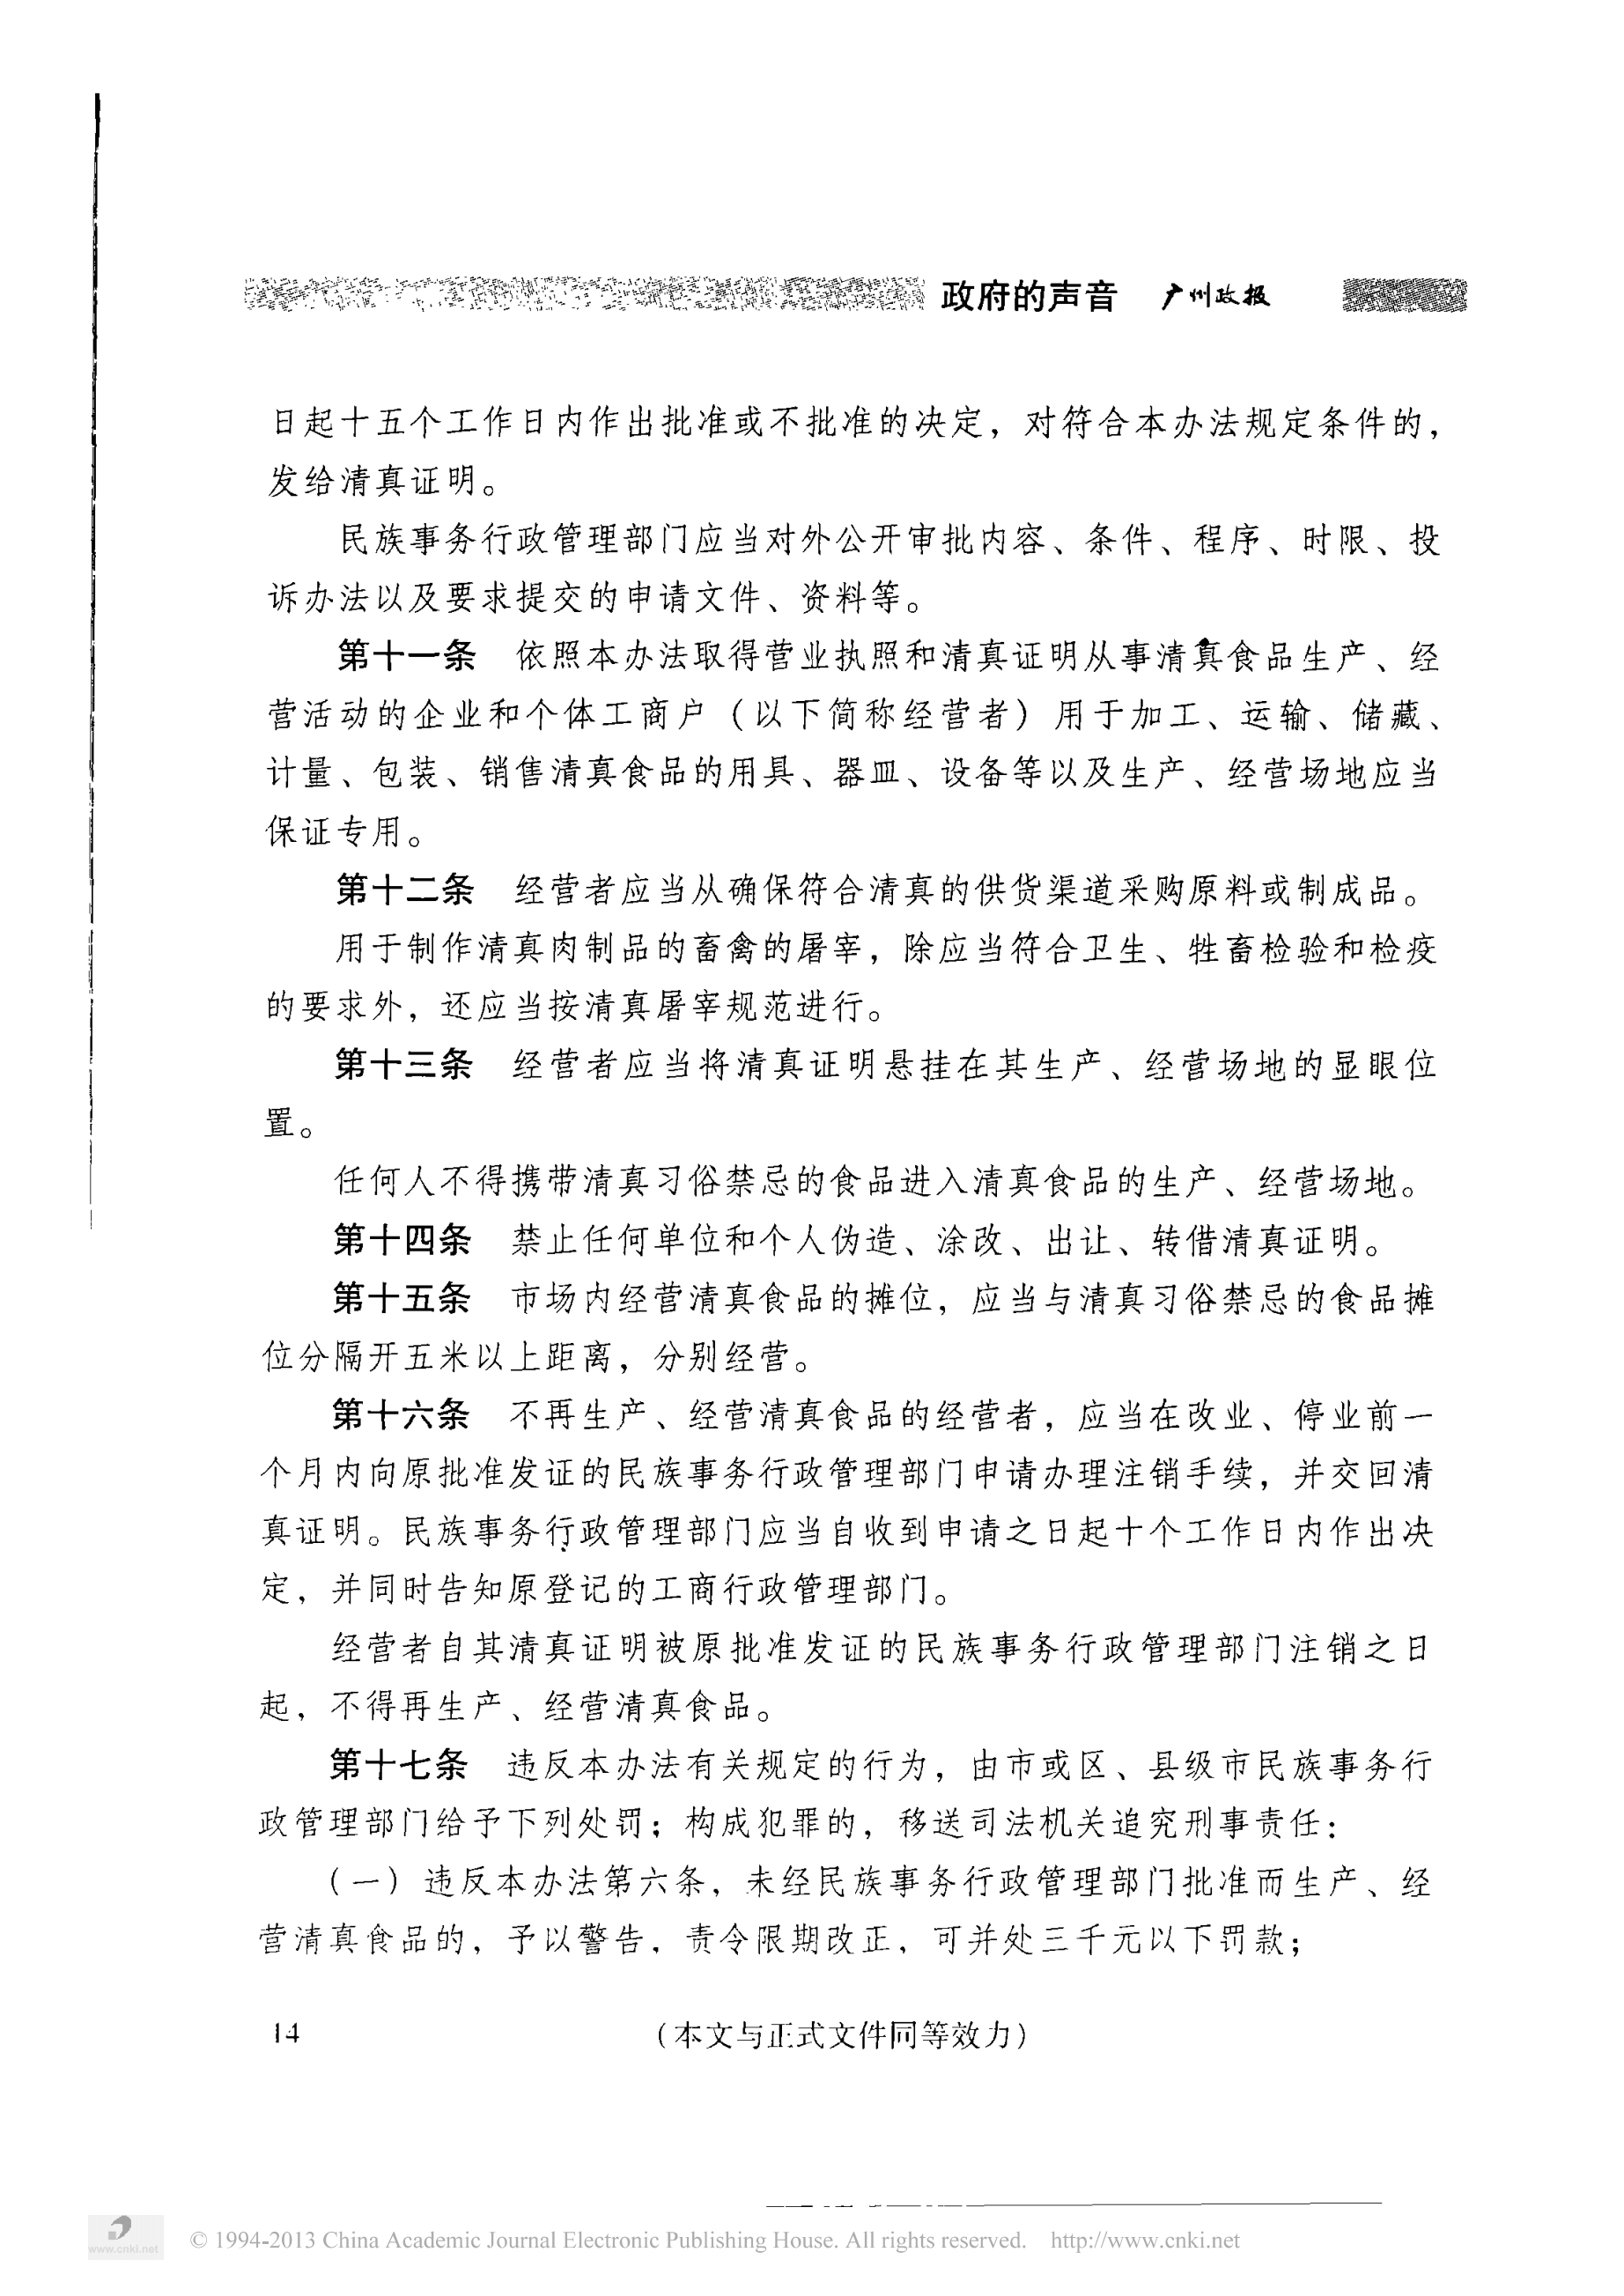 政府的声音 广州政报
日起十五个工作日内作出批准或不批准的决定，对符合本办法规定条件的，
发给清真证明。
民族事务行政管理部门应当对外公开审批内容、条件、程序、时限、投
诉办法以及要求提交的申请文件、资料等。
第十一条 依照本办法取得营业执照和清真证明从事清真食品生产、经
营活动的企业和个体工商户（以下简称经营者）用于加工、运输、储藏、
计量、包装、销售清真食品的用具、器皿、设备等以及生产、经营场地应当
保证专用。
第十二条 经营者应当从确保符合清真的供货渠道采购原料或制成品。
用于制作清真肉制品的畜禽的屠宰，除应当符合卫生、牲畜检验和检疫
的要求外，还应当按清真屠宰规范进行。
第十三条 经营者应当将清真证明悬挂在其生产、经营场地的显眼位
置。
任何人不得携带清真习俗禁忌的食品进入清真食品的生产、经营场地。
第十四条 禁止任何单位和个人伪造、涂改、出让、转借清真证明。
第十五条 市场内经营清真食品的摊位，应当与清真习俗禁忌的食品摊
位分隔开五米以上距离，分别经营。
第十六条 不再生产、经营清真食品的经营者，应当在改业、停业前一
个月内向原批准发证的民族事务行政管理部门申请办理注销手续，并交回清
真证明。民族事务行政管理部门应当自收到申请之日起十个工作日内作出决
定，并同时告知原登记的工商行政管理部门。
经营者自其清真证明被原批准发证的民族事务行政管理部门注销之日
起，不得再生产、经营清真食品。
第十七条 违反本办法有关规定的行为，由市或区、县级市民族事务行
政管理部门给予下列处罚；构成犯罪的，移送司法机关追究刑事责任：
（一）违反本办法第六条，未经民族事务行政管理部门批准而生产、经
营清真食品的，予以警告，责令限期改正，可并处三千元以下罚款；
14 （本文与正式文件同等效力）
www.cnki.net
© 1994-2013 China Academic Journal Electronic Publishing House. All rights reserved. http://www.cnki.net